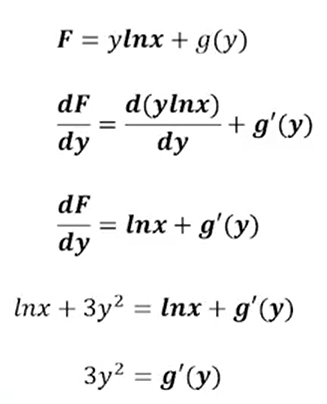 F = ylnx + g(y)
dF/dy = d(ylnx)/dy + g′(y)
dF/dy = lnx + g′(y)
lnx + 3y² = lnx + g′(y)
3y² = g′(y)